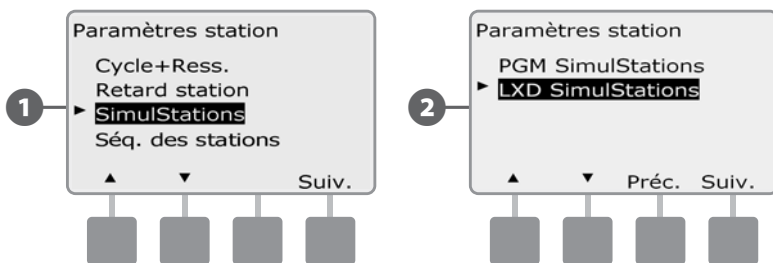 1
Paramètres station
Cycle+Ress.
Retard station
► SimulStations
Séq. des stations
▲ ▼ Suiv.
2
Paramètres station
PGM SimulStations
► LXD SimulStations
▲ ▼ Préc. Suiv.